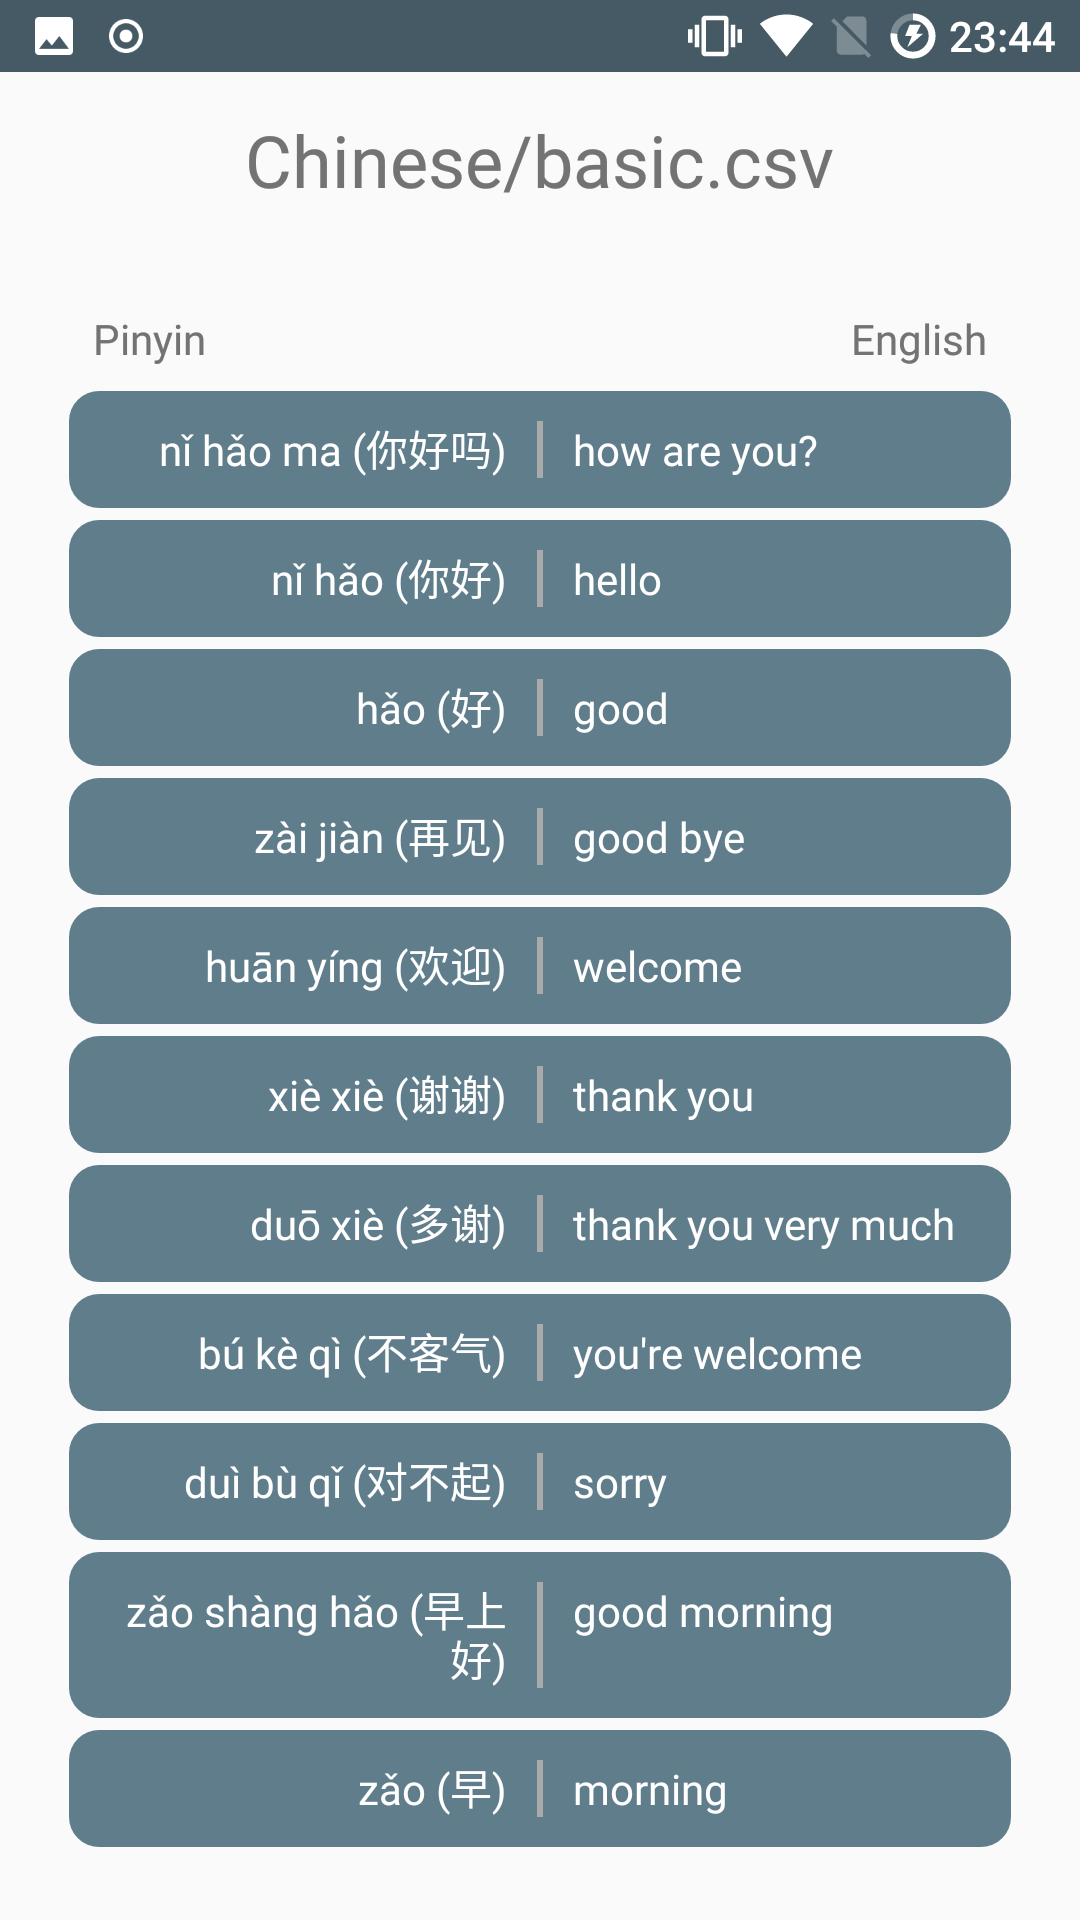 23:44
Chinese/basic.csv
Pinyin English
nǐ hǎo ma (你好吗) how are you?
nǐ hǎo (你好) hello
hǎo (好) good
zài jiàn (再见) good bye
huān yíng (欢迎) welcome
xiè xiè (谢谢) thank you
duō xiè (多谢) thank you very much
bú kè qì (不客气) you're welcome
duì bù qǐ (对不起) sorry
zǎo shàng hǎo (早上 good morning
好)
zǎo (早) morning